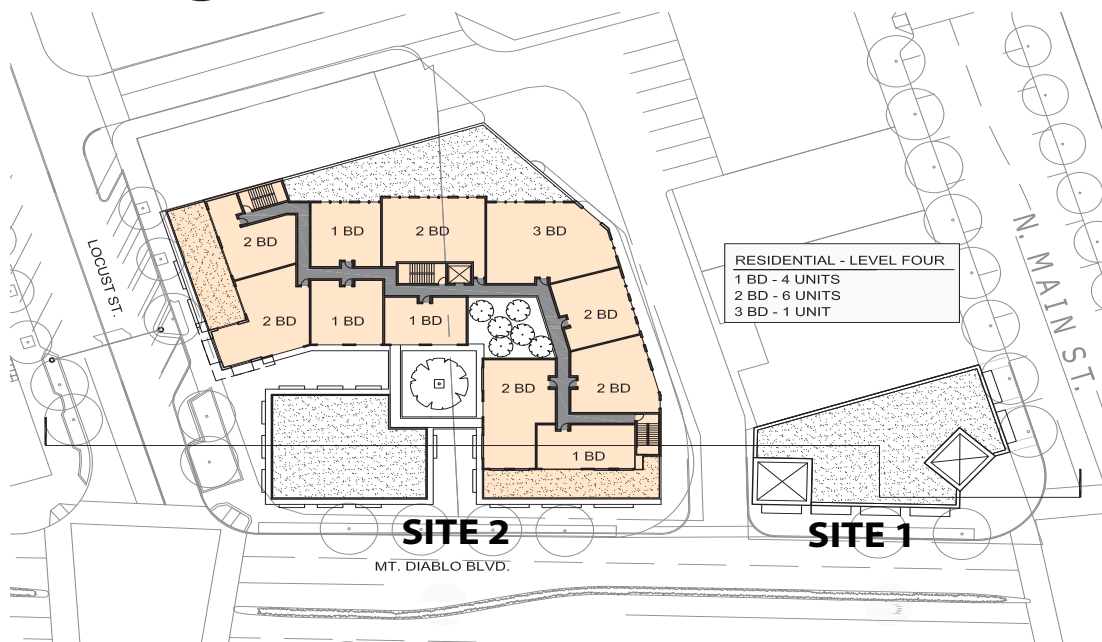 1 BD
2 BD
3 BD
2 BD
2 BD
1 BD
1 BD
2 BD
2 BD
2 BD
1 BD
LOCUST ST.
N. MAIN ST.
RESIDENTIAL - LEVEL FOUR
1 BD - 4 UNITS
2 BD - 6 UNITS
3 BD - 1 UNIT
SITE 2
SITE 1
MT. DIABLO BLVD.